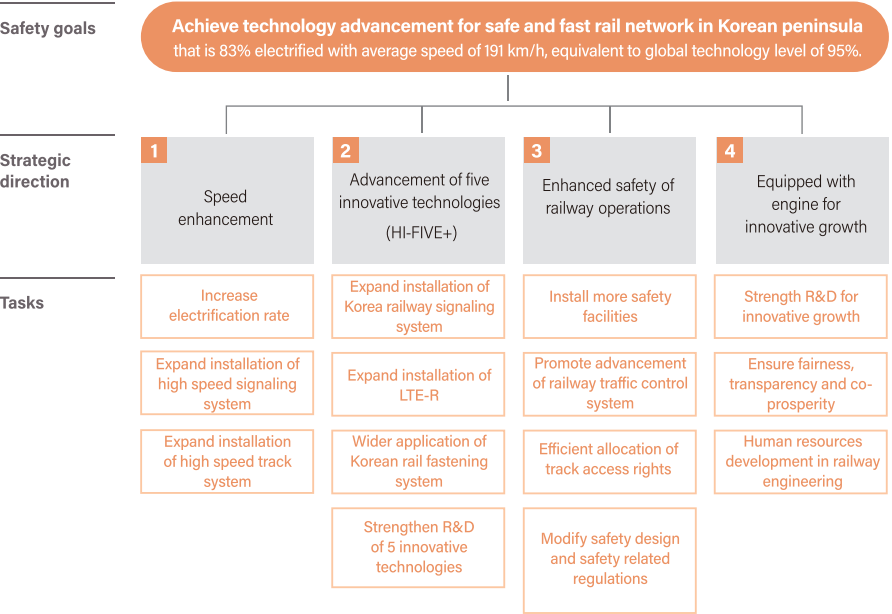 Safety goals
Achieve technology advancement for safe and fast rail network in Korean peninsula
that is 83% electrified with average speed of 191 km/h, equivalent to global technology level of 95%.
Strategic
direction
1
Speed
enhancement
2
Advancement of five
innovative technologies
(HI-FIVE+)
3
Enhanced safety of
railway operations
4
Equipped with
engine for
innovative growth
Tasks
Increase
electrification rate
Expand installation of
high speed signaling
system
Expand installation
of high speed track
system
Expand installation of
Korea railway signaling
system
Expand installation of
LTE-R
Wider application of
Korean rail fastening
system
Strengthen R&D
of 5 innovative
technologies
Install more safety
facilities
Promote advancement
of railway traffic control
system
Efficient allocation of
track access rights
Modify safety design
and safety related
regulations
Strength R&D for
innovative growth
Ensure fairness,
transparency and co-
prosperity
Human resources
development in railway
engineering